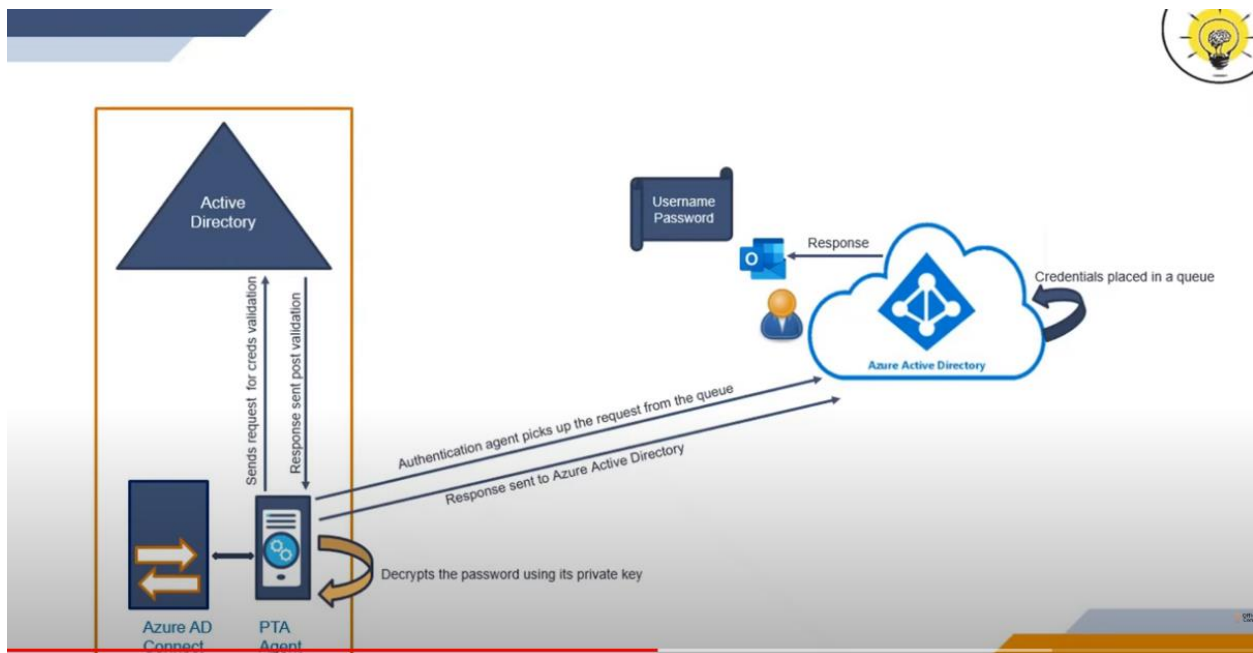 Active
Directory
Username
Password
Response
Credentials placed in a queue
Azure Active Directory
Sends request for creds validation
Response sent post validation
Authentication agent picks up the request from the queue
Response sent to Azure Active Directory
Decrypts the password using its private key
Azure AD
Connect
PTA
Agent